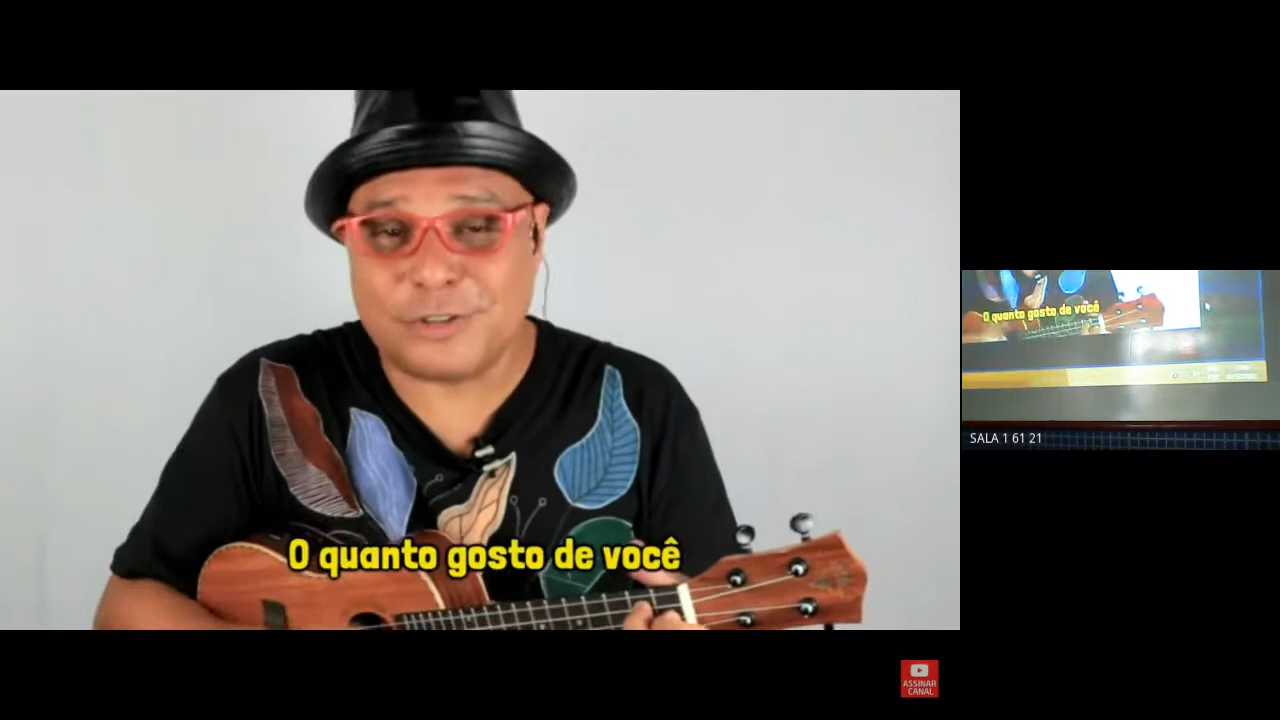 O quanto gosto de você
O quanto gosto de você
SALA 1 61 21
ASSINAR
CANAL